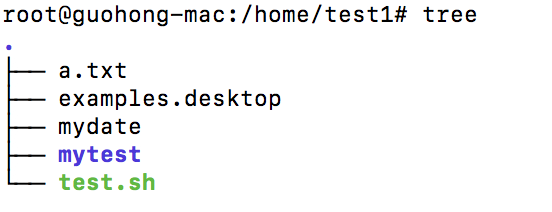 root@guohong-mac:/home/test1# tree
.
├── a.txt
├── examples.desktop
├── mydate
├── mytest
└── test.sh